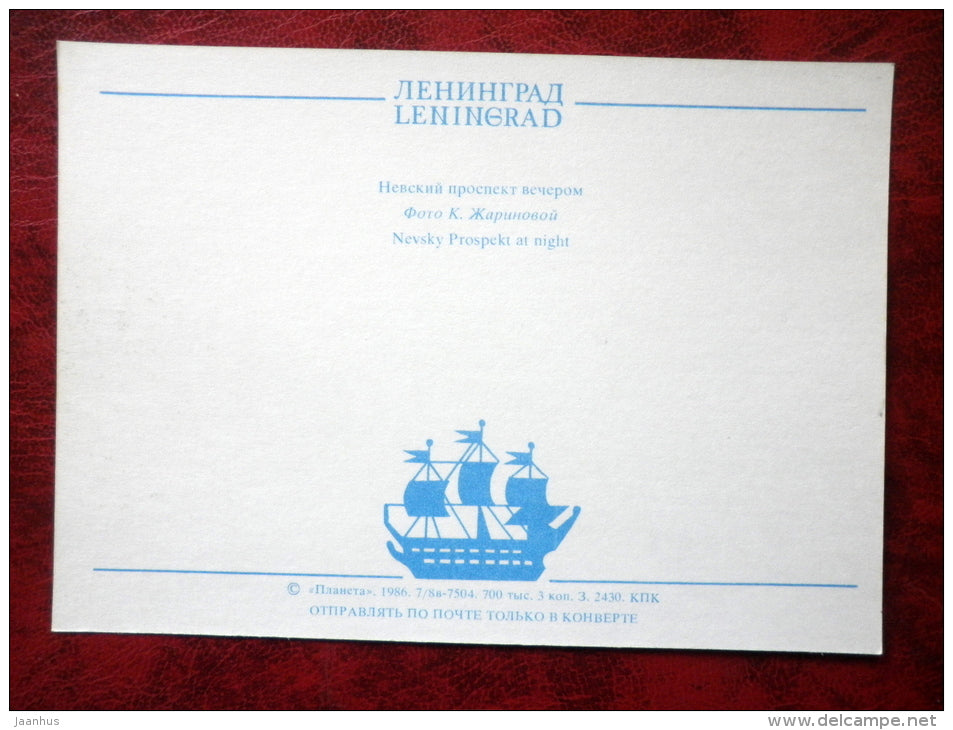 ЛЕНИНГРАД
LENINGRAD
Невский проспект вечером
Фото К. Жариновой
Nevsky Prospekt at night
© «Планета». 1986. 7/8в-7504. 700 тыс. 3 коп. З. 2430. КПК
ОТПРАВЛЯТЬ ПО ПОЧТЕ ТОЛЬКО В КОНВЕРТЕ
jaanhus
www.delcampe.net